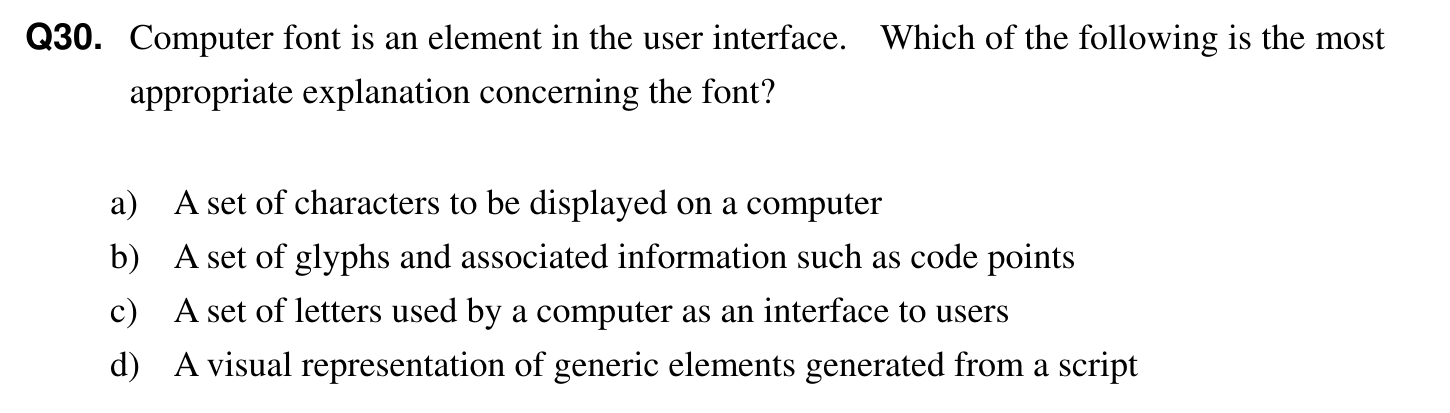 Q30. Computer font is an element in the user interface. Which of the following is the most
appropriate explanation concerning the font?
a) A set of characters to be displayed on a computer
b) A set of glyphs and associated information such as code points
c) A set of letters used by a computer as an interface to users
d) A visual representation of generic elements generated from a script